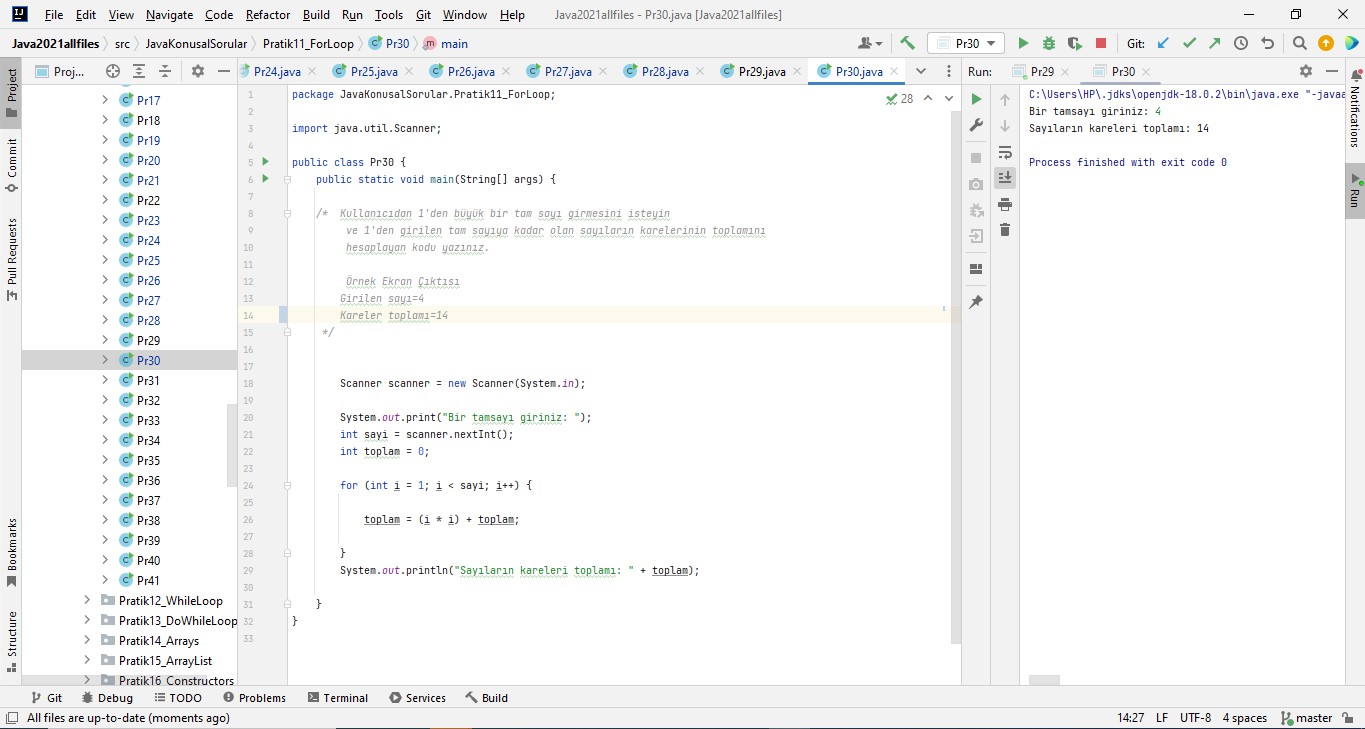 File Edit View Navigate Code Refactor Build Run Tools Git Window Help Java2021allfiles - Pr30.java [Java2021allfiles]
Java2021allfiles src JavaKonusalSorular Pratik11_ForLoop Pr30 main Pr30 Git:
Project
Commit
Pull Requests
Bookmarks
Structure
Proj...
Pr17
Pr18
Pr19
Pr20
Pr21
Pr22
Pr23
Pr24
Pr25
Pr26
Pr27
Pr28
Pr29
Pr30
Pr31
Pr32
Pr33
Pr34
Pr35
Pr36
Pr37
Pr38
Pr39
Pr40
Pr41
Pratik12_WhileLoop
Pratik13_DoWhileLoop
Pratik14_Arrays
Pratik15_ArrayList
Pratik16_Constructors
Pr24.java Pr25.java Pr26.java Pr27.java Pr28.java Pr29.java Pr30.java
28
1 package JavaKonusalSorular.Pratik11_ForLoop;
2
3 import java.util.Scanner;
4
5 public class Pr30 {
6 public static void main(String[] args) {
7
8 /* Kullanıcıdan 1'den büyük bir tam sayı girmesini isteyin
9 ve 1'den girilen tam sayıya kadar olan sayıların karelerinin toplamını
10 hesaplayan kodu yazınız.
11
12 Örnek Ekran Çıktısı
13 Girilen sayı=4
14 Kareler toplamı=14
15 */
16
17
18 Scanner scanner = new Scanner(System.in);
19
20 System.out.print("Bir tamsayı giriniz: ");
21 int sayi = scanner.nextInt();
22 int toplam = 0;
23
24 for (int i = 1; i < sayi; i++) {
25
26 toplam = (i * i) + toplam;
27
28 }
29 System.out.println("Sayıların kareleri toplamı: " + toplam);
30
31 }
32 }
33
Run: Pr29 Pr30
C:\Users\HP\.jdks\openjdk-18.0.2\bin\java.exe "-javaa
Bir tamsayı giriniz: 4
Sayıların kareleri toplamı: 14
Process finished with exit code 0
Notifications
Run
Git Debug TODO Problems Terminal Services Build
All files are up-to-date (moments ago) 14:27 LF UTF-8 4 spaces master